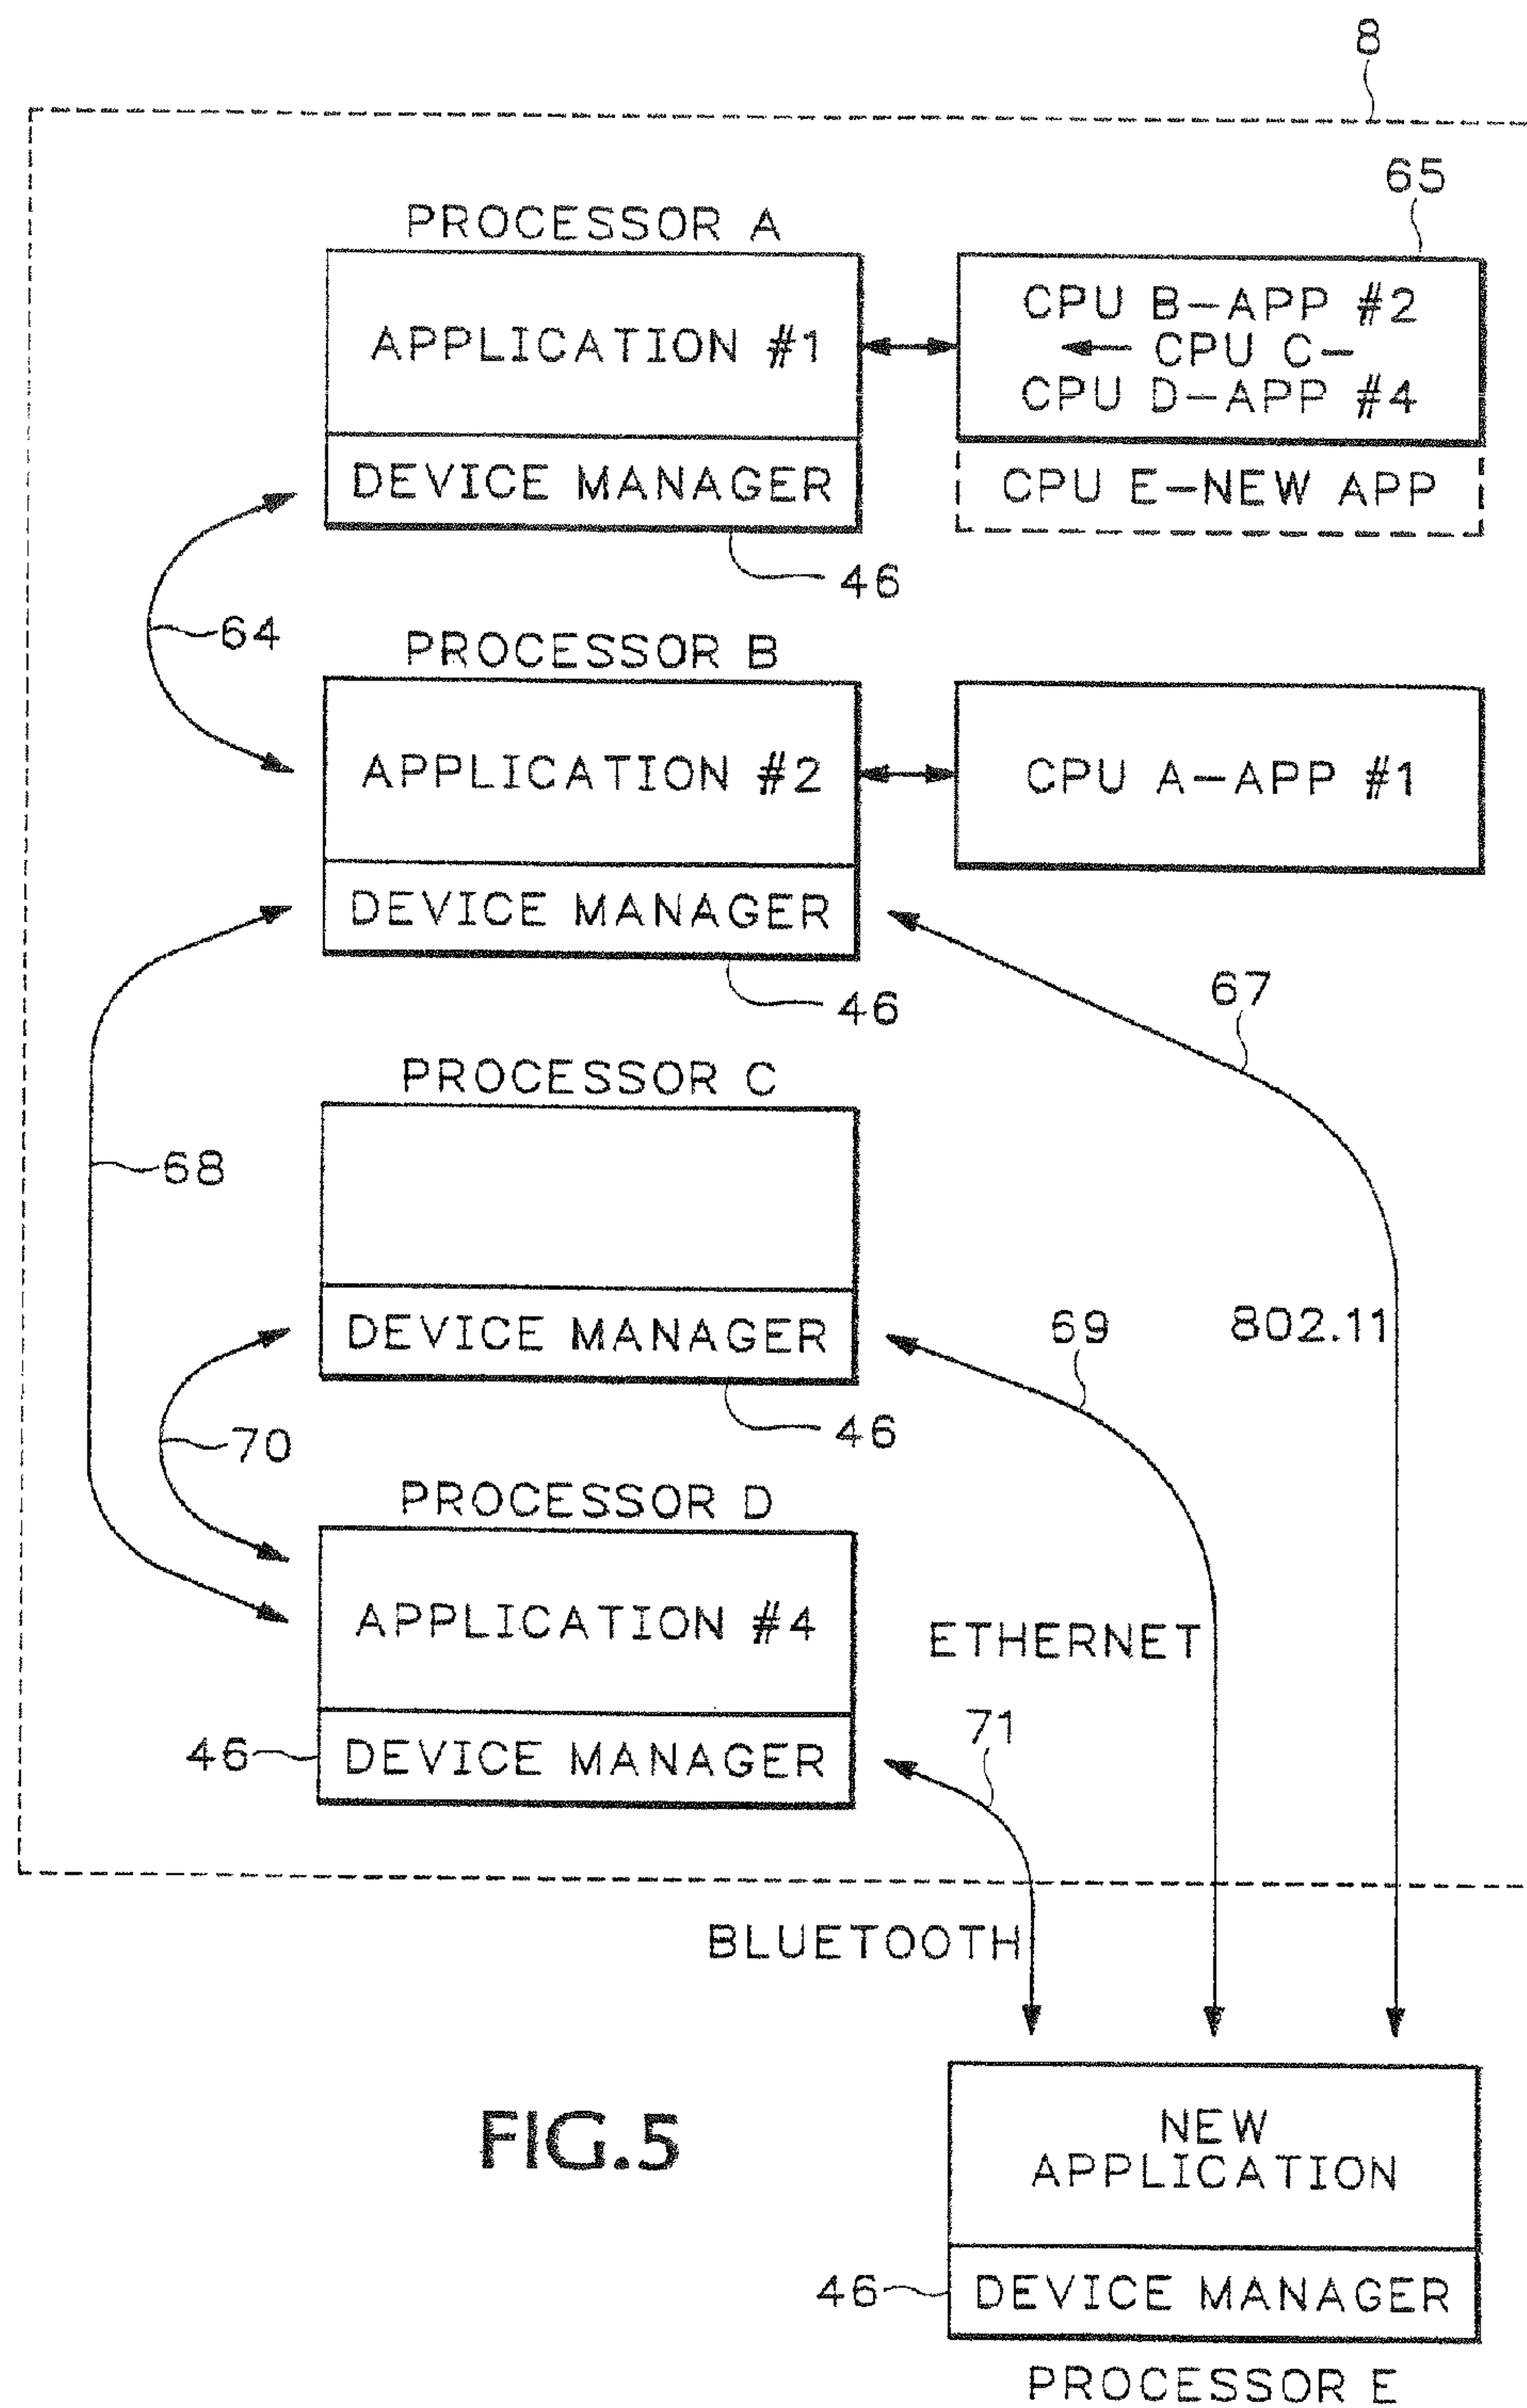 8
65
PROCESSOR A
APPLICATION #1
CPU B-APP #2
CPU C-
CPU D-APP #4
DEVICE MANAGER
CPU E-NEW APP
46
64
PROCESSOR B
APPLICATION #2
CPU A-APP #1
DEVICE MANAGER
46
67
PROCESSOR C
68
DEVICE MANAGER
69
802.11
46
70
PROCESSOR D
APPLICATION #4
ETHERNET
71
46
DEVICE MANAGER
BLUETOOTH
FIG.5
NEW
APPLICATION
46
DEVICE MANAGER
PROCESSOR E